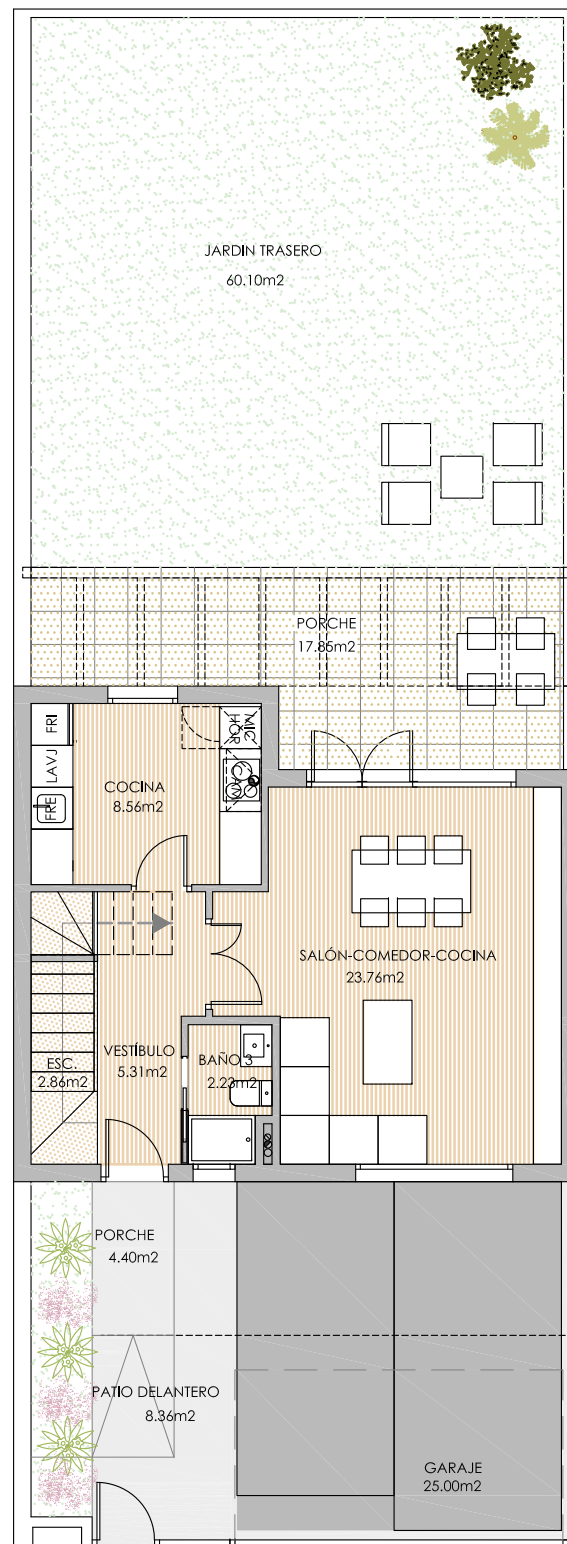 JARDIN TRASERO
60.10m2
PORCHE
17.85m2
FRI
MIC
HOR
LAVJ
COCINA
8.56m2
FRE
SALÓN-COMEDOR-COCINA
23.76m2
VESTÍBULO
5.31m2
BAÑO 3
2.23m2
ESC.
2.86m2
PORCHE
4.40m2
PATIO DELANTERO
8.36m2
GARAJE
25.00m2